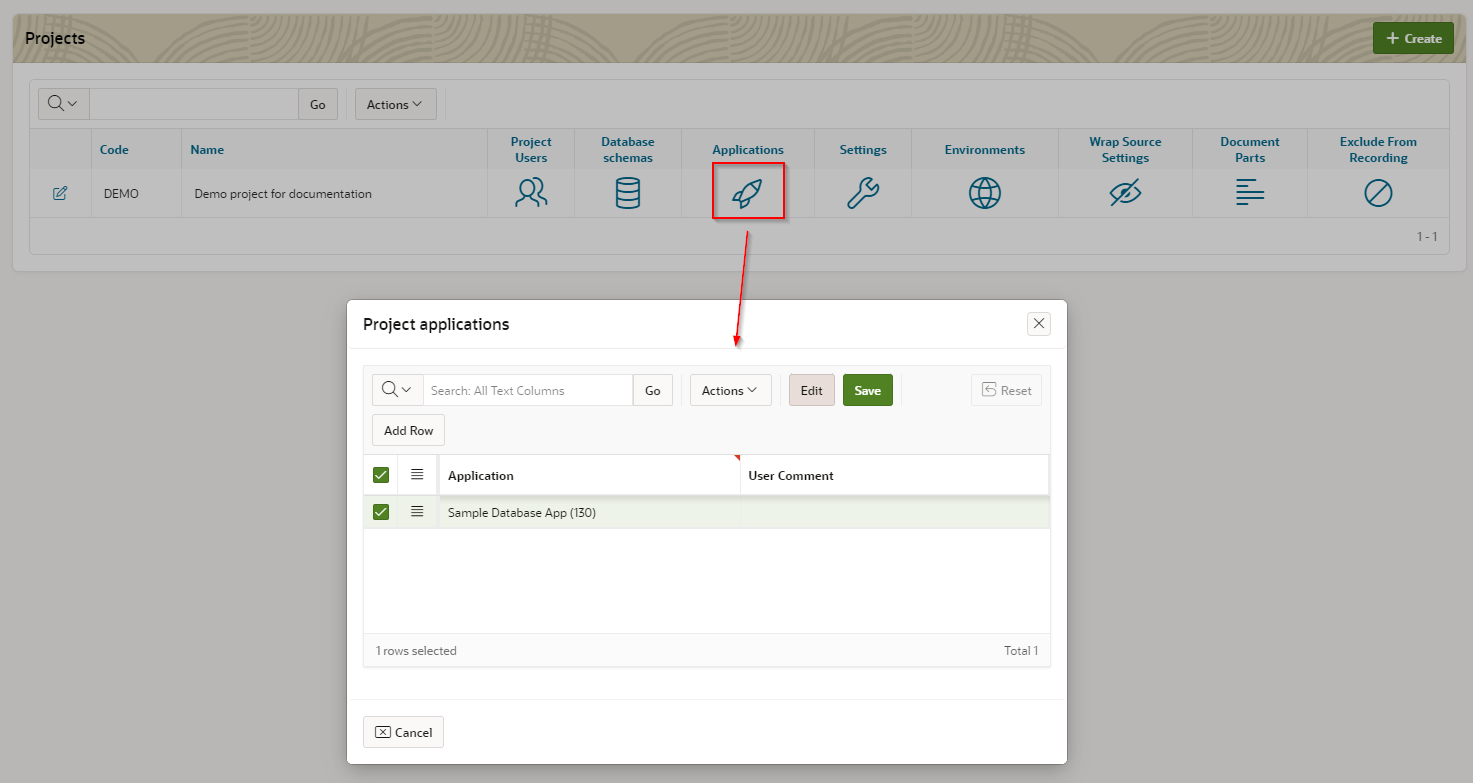 Projects
Create
Go
Actions
Code
Name
Project Users
Database schemas
Applications
Settings
Environments
Wrap Source Settings
Document Parts
Exclude From Recording
DEMO
Demo project for documentation
1 - 1
Project applications
Search: All Text Columns
Go
Actions
Edit
Save
Reset
Add Row
Application
User Comment
Sample Database App (130)
1 rows selected
Total 1
Cancel